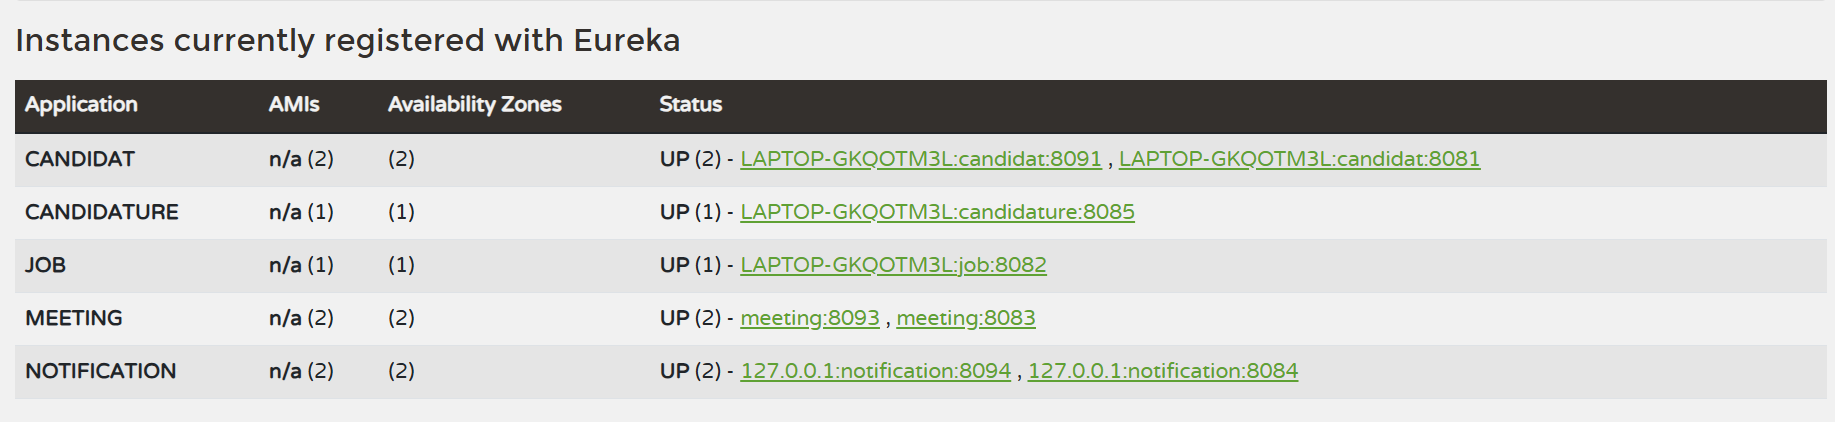 Instances currently registered with Eureka
Application AMIs Availability Zones Status
CANDIDAT n/a (2) (2) UP (2) - LAPTOP-GKQOTM3L:candidat:8091 , LAPTOP-GKQOTM3L:candidat:8081
CANDIDATURE n/a (1) (1) UP (1) - LAPTOP-GKQOTM3L:candidature:8085
JOB n/a (1) (1) UP (1) - LAPTOP-GKQOTM3L:job:8082
MEETING n/a (2) (2) UP (2) - meeting:8093 , meeting:8083
NOTIFICATION n/a (2) (2) UP (2) - 127.0.0.1:notification:8094 , 127.0.0.1:notification:8084